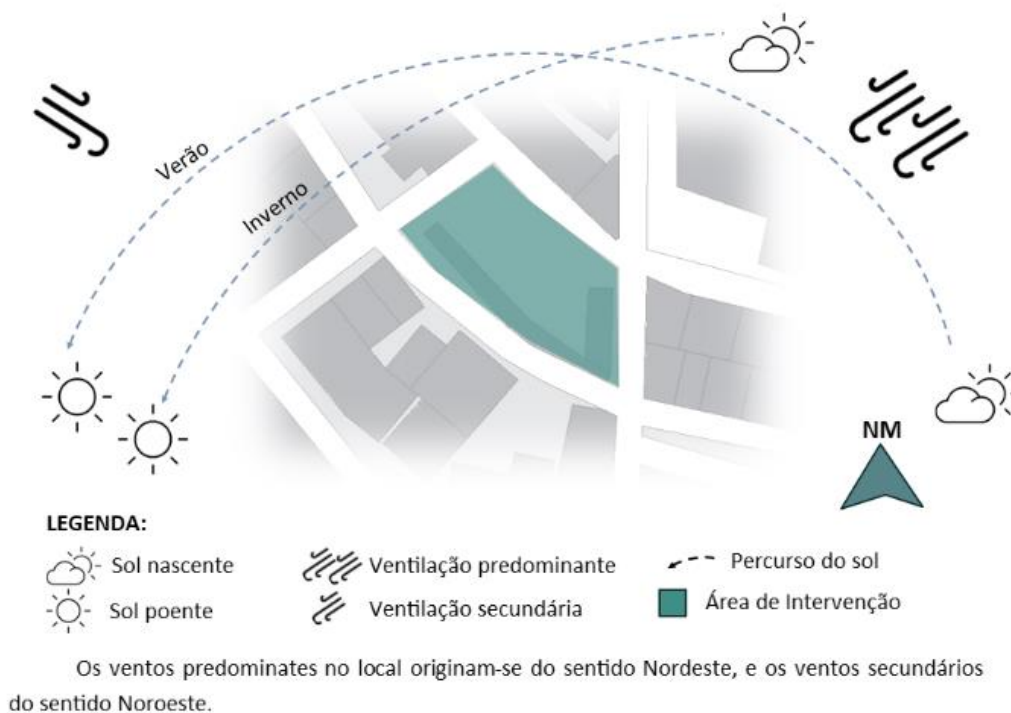 Verão
Inverno
NM
LEGENDA:
Sol nascente
Ventilação predominante
Percurso do sol
Sol poente
Ventilação secundária
Área de Intervenção
Os ventos predominates no local originam-se do sentido Nordeste, e os ventos secundários
do sentido Noroeste.